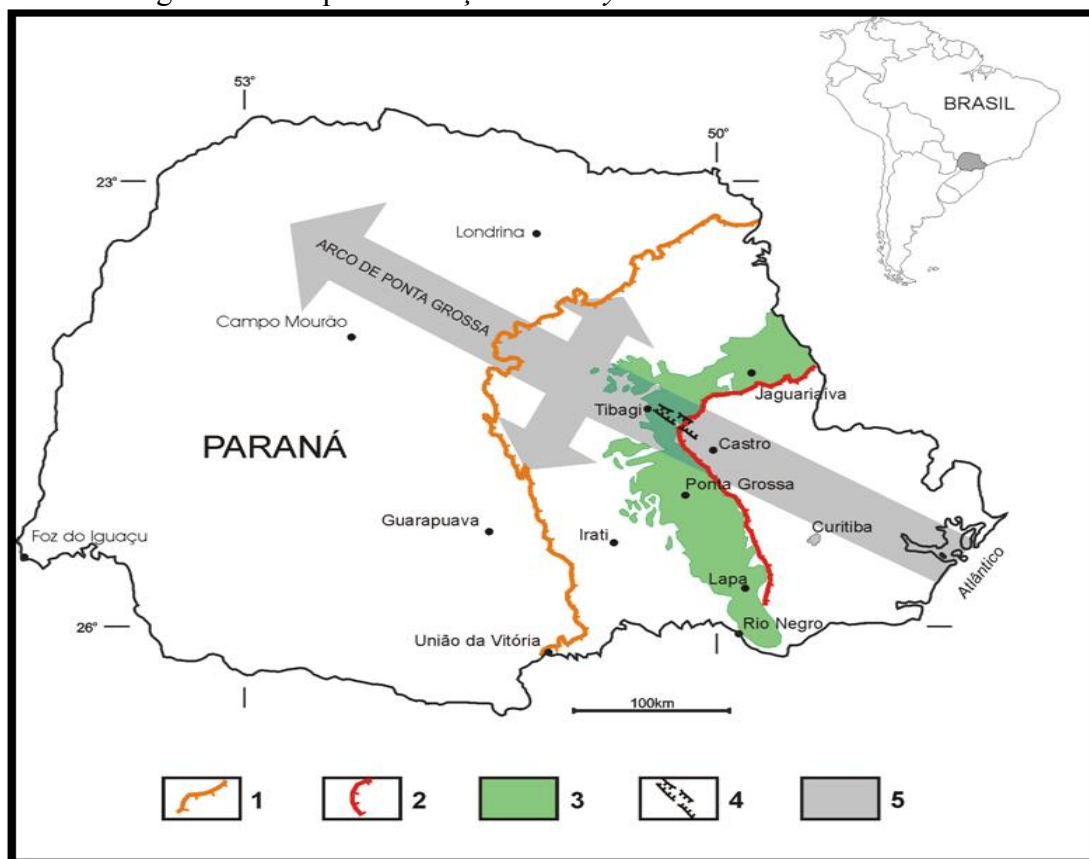 53°
BRASIL
50°
23°
Londrina
ARCO DE PONTA GROSSA
Campo Mourão
Jaguariaíva
Tibagi
Castro
PARANÁ
Ponta Grossa
Guarapuava
Curitiba
Foz do Iguaçu
Irati
Atlântico
Lapa
26°
Rio Negro
União da Vitória
100km
1
2
3
4
5